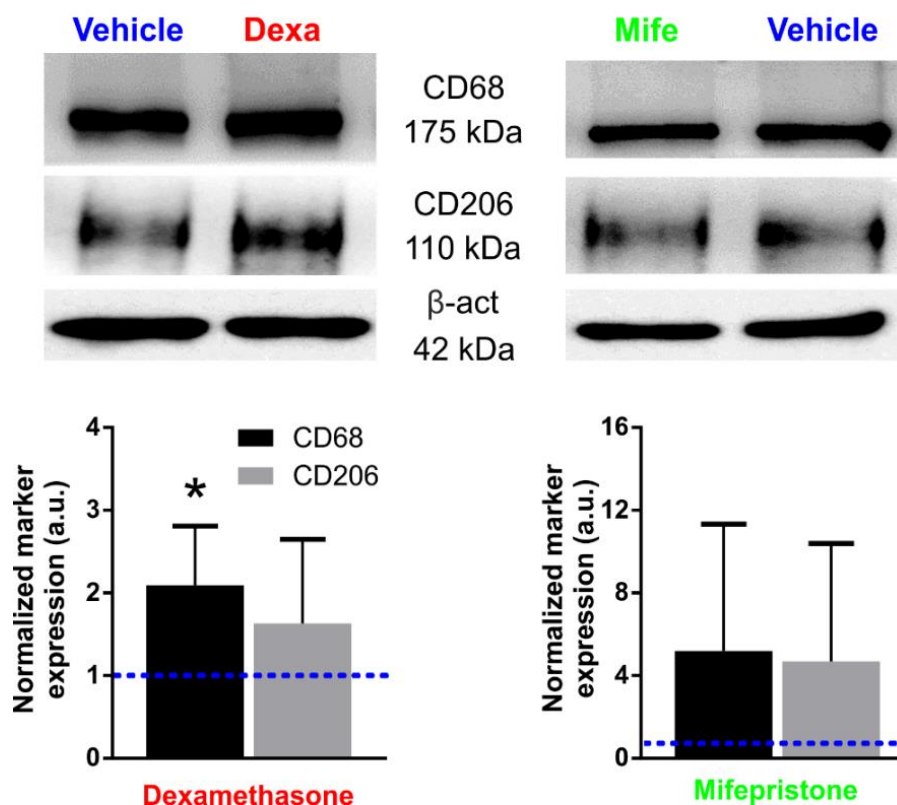 Vehicle Dexa
Mife Vehicle
CD68
175 kDa
CD206
110 kDa
β-act
42 kDa
Normalized marker
expression (a.u.)
4
3
2
1
0
*
CD68
CD206
Dexamethasone
Normalized marker
expression (a.u.)
16
12
8
4
0
Mifepristone